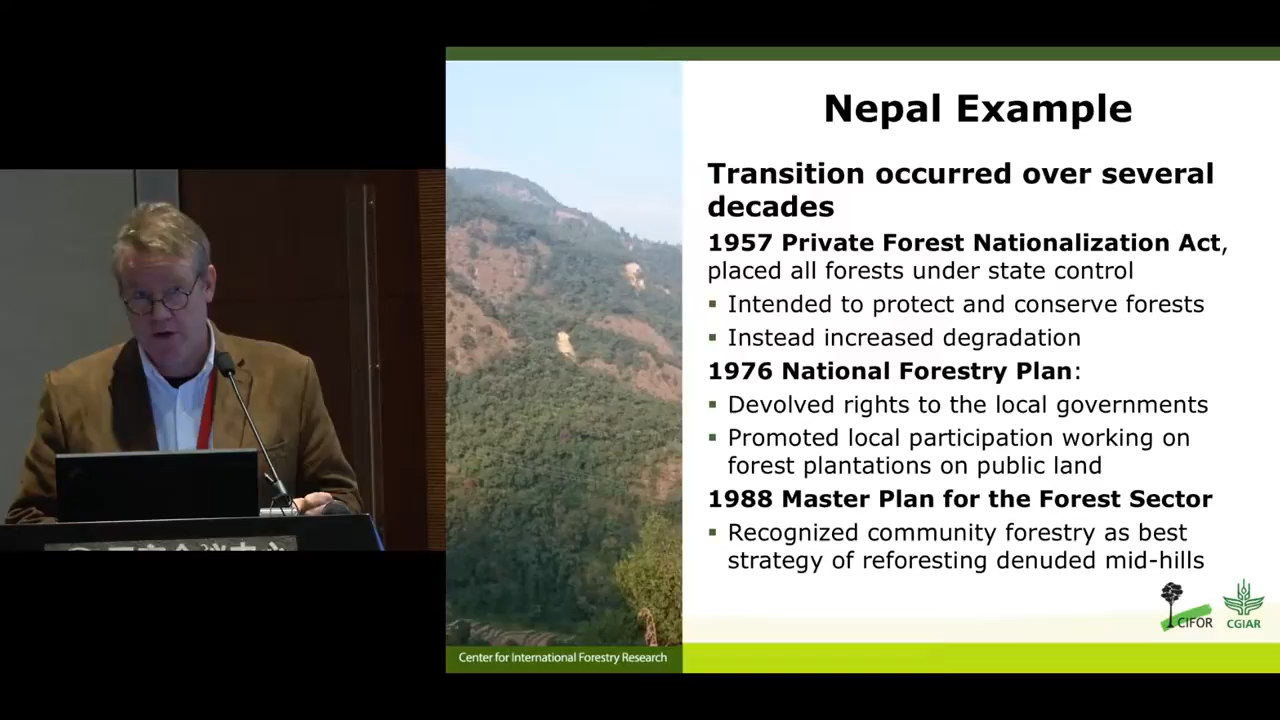 Nepal Example
Transition occurred over several
decades
1957 Private Forest Nationalization Act,
placed all forests under state control
▪ Intended to protect and conserve forests
▪ Instead increased degradation
1976 National Forestry Plan:
▪ Devolved rights to the local governments
▪ Promoted local participation working on
forest plantations on public land
1988 Master Plan for the Forest Sector
▪ Recognized community forestry as best
strategy of reforesting denuded mid-hills
CIFOR
CGIAR
Center for International Forestry Research